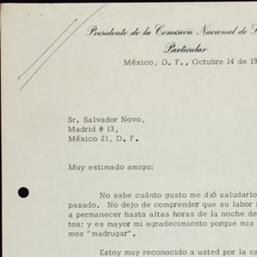 Presidente de la Comisión Nacional de
Particular
México, D. F., Octubre 14 de 19
Sr. Salvador Novo,
Madrid # 13,
México 21, D. F.
Muy estimado amigo:
No sabe cuánto gusto me dió saludarlo
pasado. No dejo de comprender que su labor
a permanecer hasta altas horas de la noche de
tos; y es mayor mi agradecimiento porque mis
mos "madrugar".
Estoy muy reconocido a usted por la ca